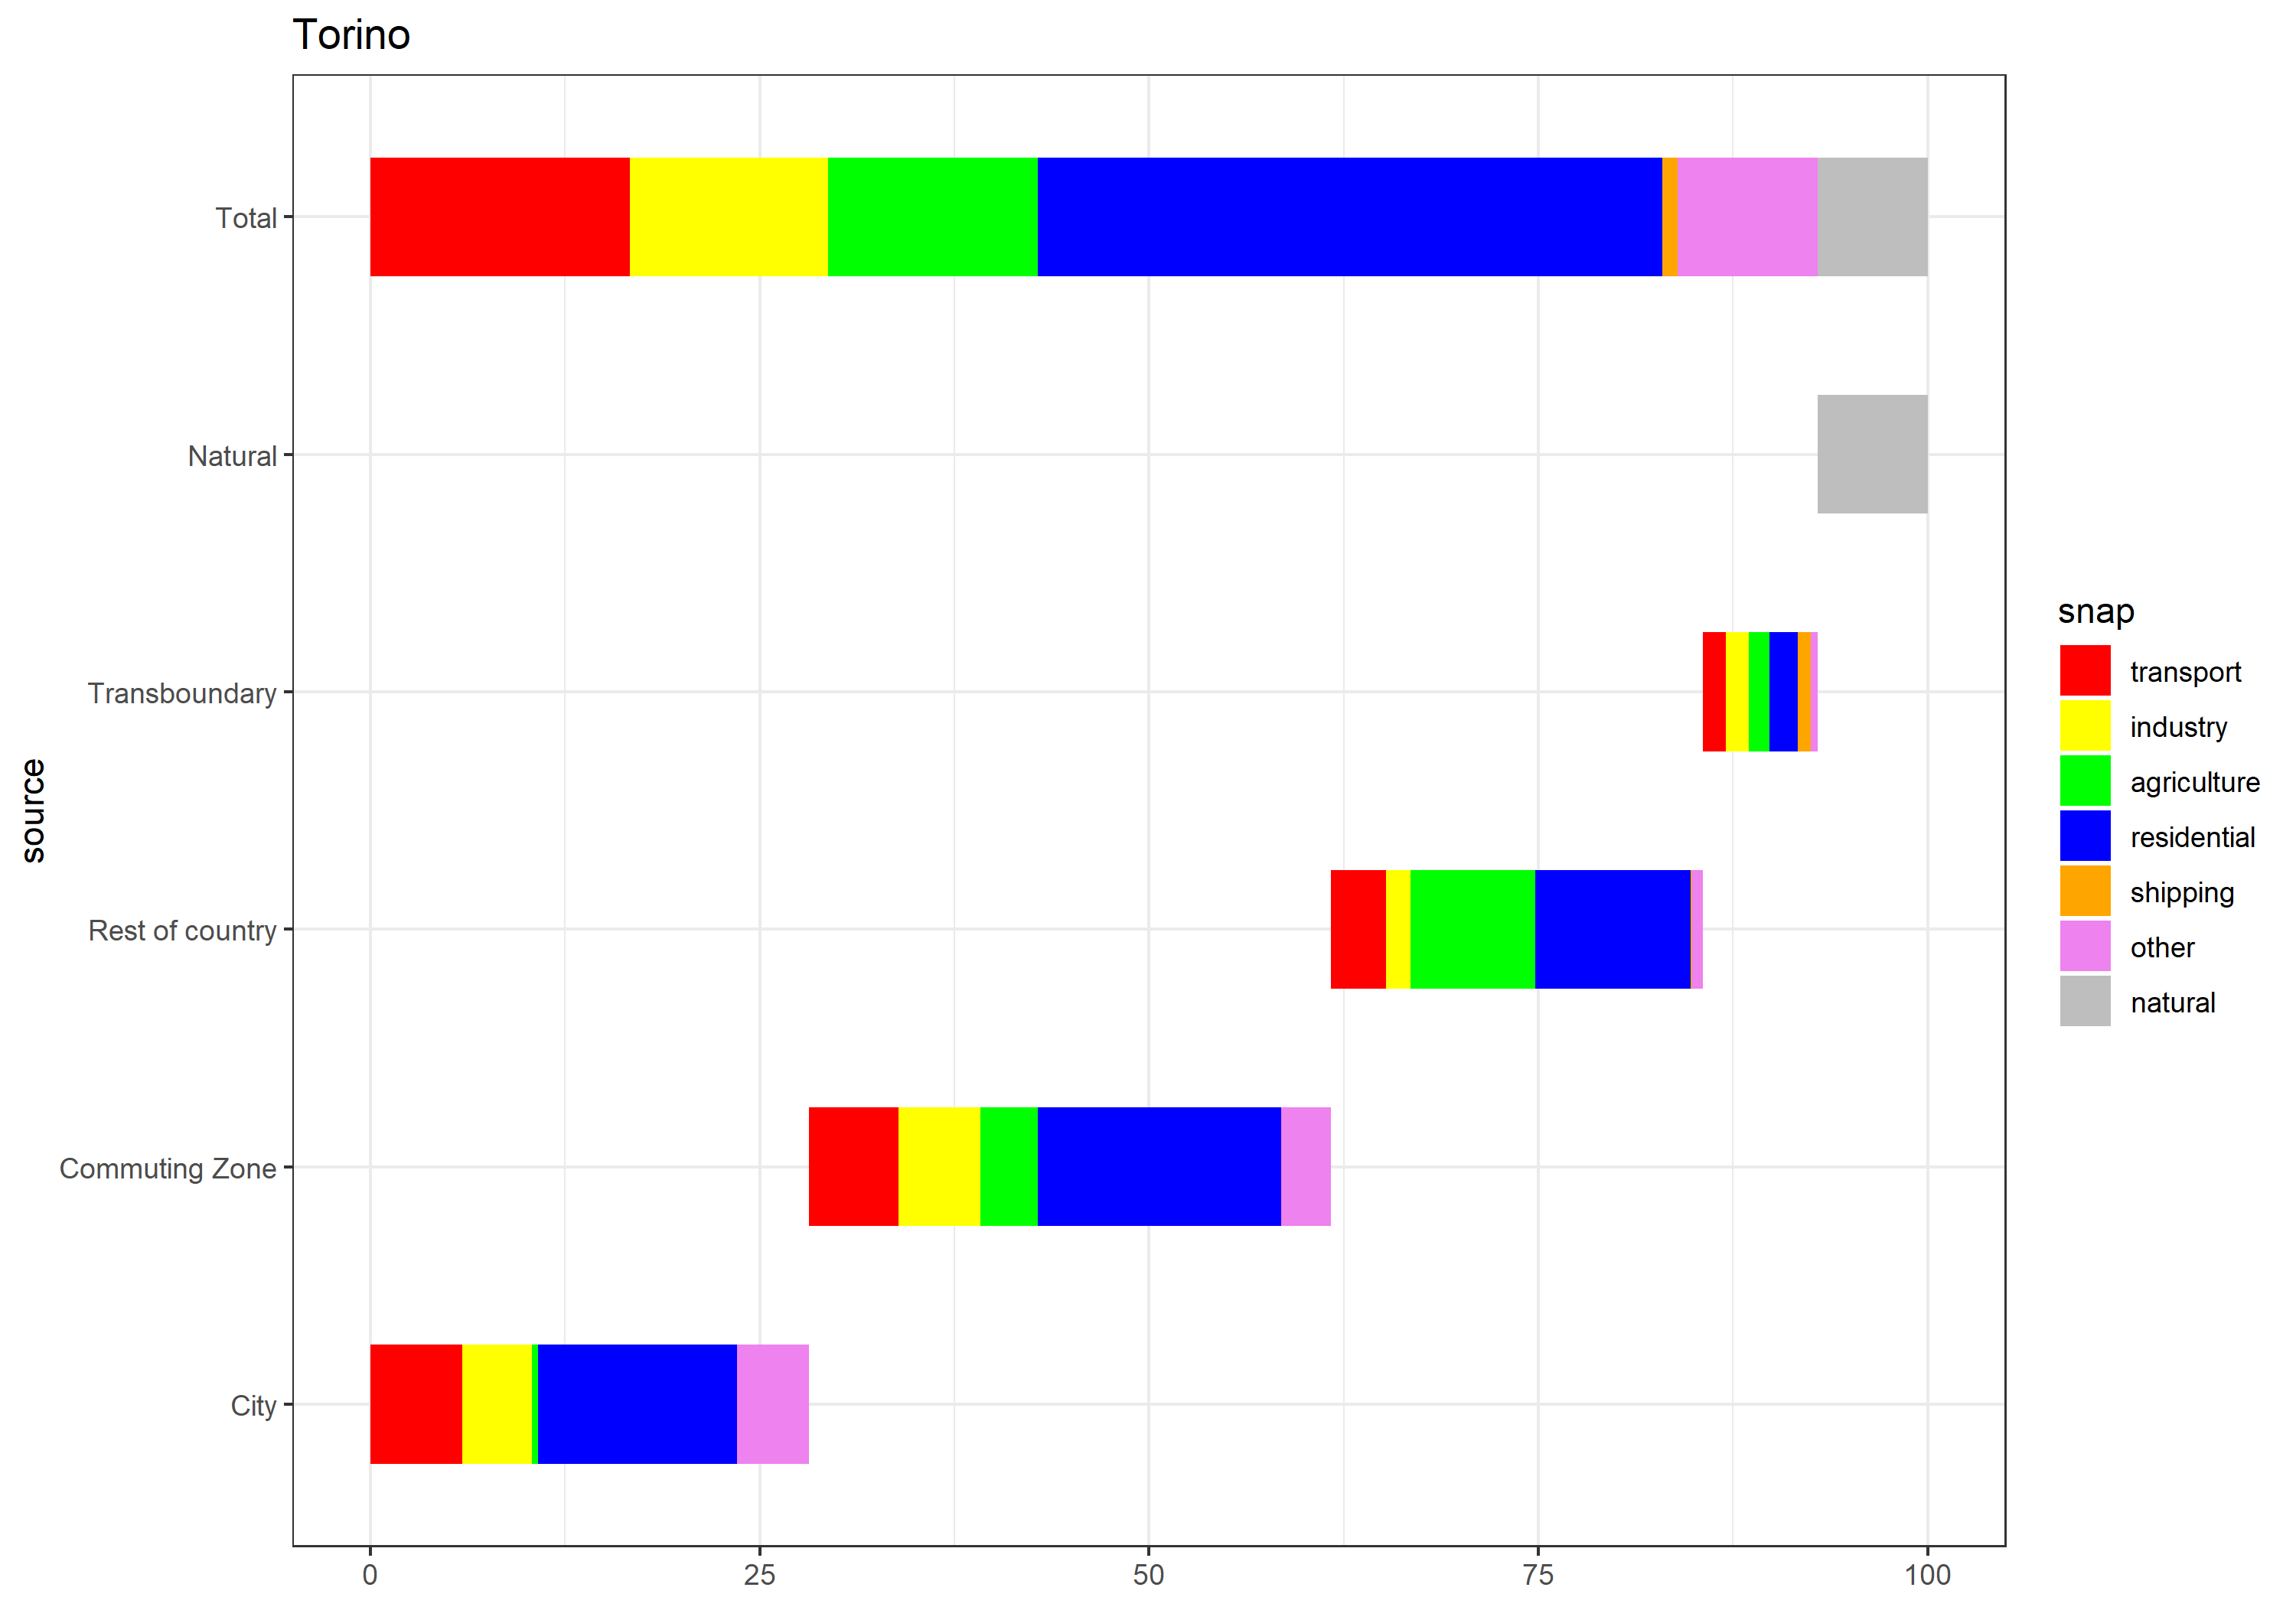 Torino
Total
Natural
Transboundary
Rest of country
Commuting Zone
City
source
0 25 50 75 100
snap
transport
industry
agriculture
residential
shipping
other
natural